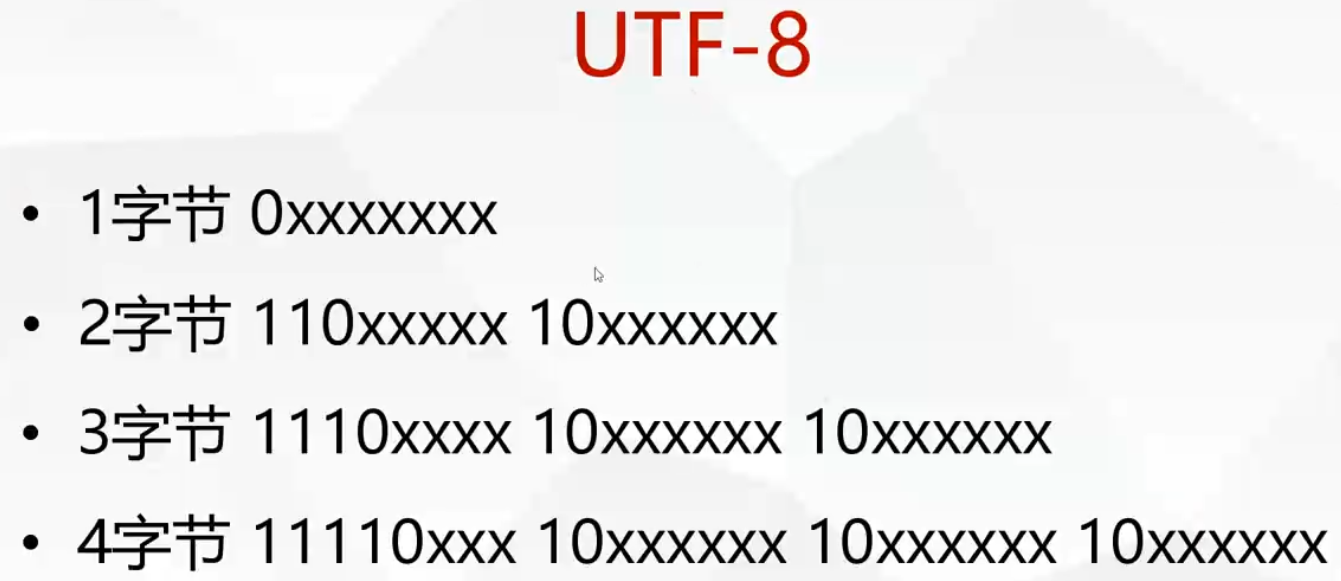 UTF-8
• 1字节 0xxxxxxx
• 2字节 110xxxxx 10xxxxxx
• 3字节 1110xxxx 10xxxxxx 10xxxxxx
• 4字节 11110xxx 10xxxxxx 10xxxxxx 10xxxxxx